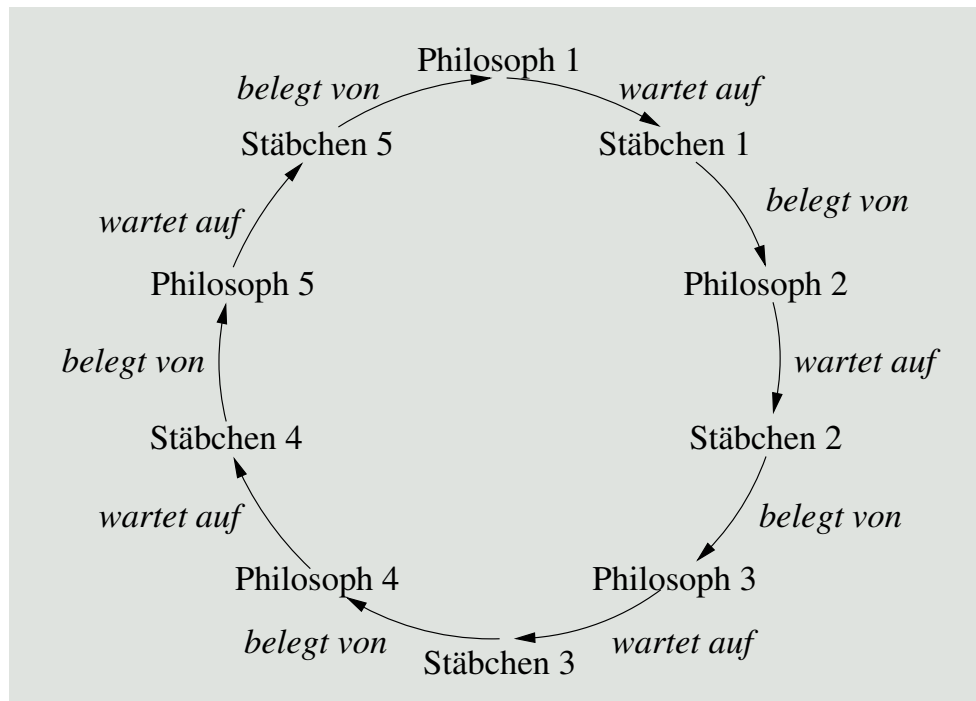 Philosoph 1
belegt von
wartet auf
Stäbchen 5
Stäbchen 1
wartet auf
belegt von
Philosoph 5
Philosoph 2
belegt von
wartet auf
Stäbchen 4
Stäbchen 2
wartet auf
belegt von
Philosoph 4
Philosoph 3
belegt von
wartet auf
Stäbchen 3